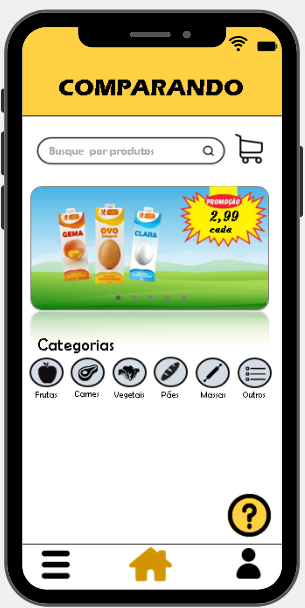 COMPARANDO
Busque por produtos
PROMOÇÃO
2,99
cada
GEMA OVO CLARA
Categorias
Frutas Carnes Vegetais Pães Massas Outros
?